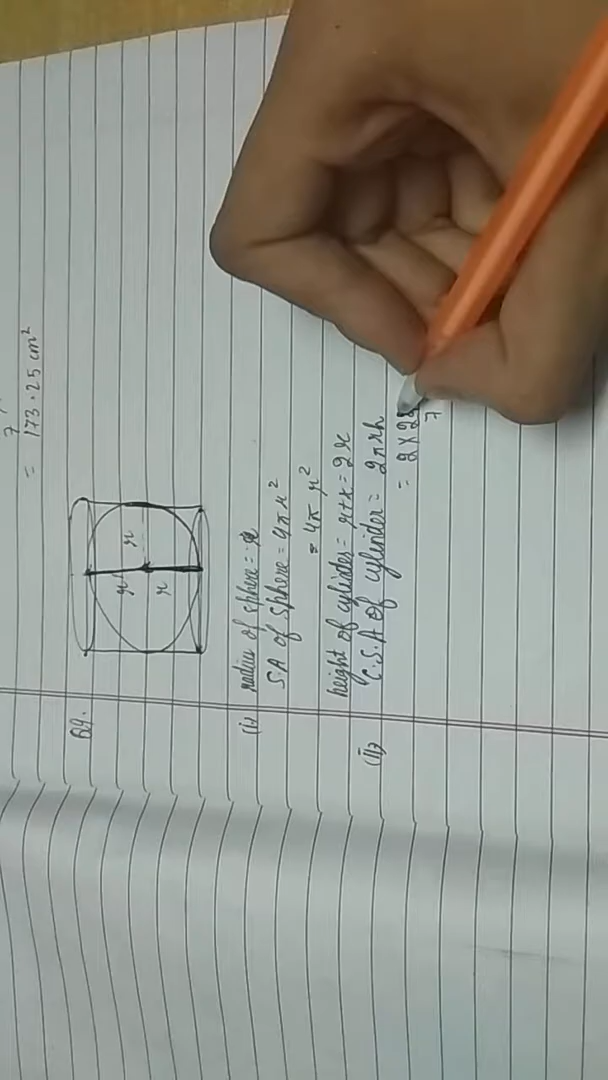 7
= 173.25 cm²
Q9.
r r
r
(i) radius of sphere = r
S.A of sphere = 4πr²
= 4π r²
height of cylinder = r+r = 2r
(ii) C.S.A of cylinder = 2πrh
= 2 × 22
7